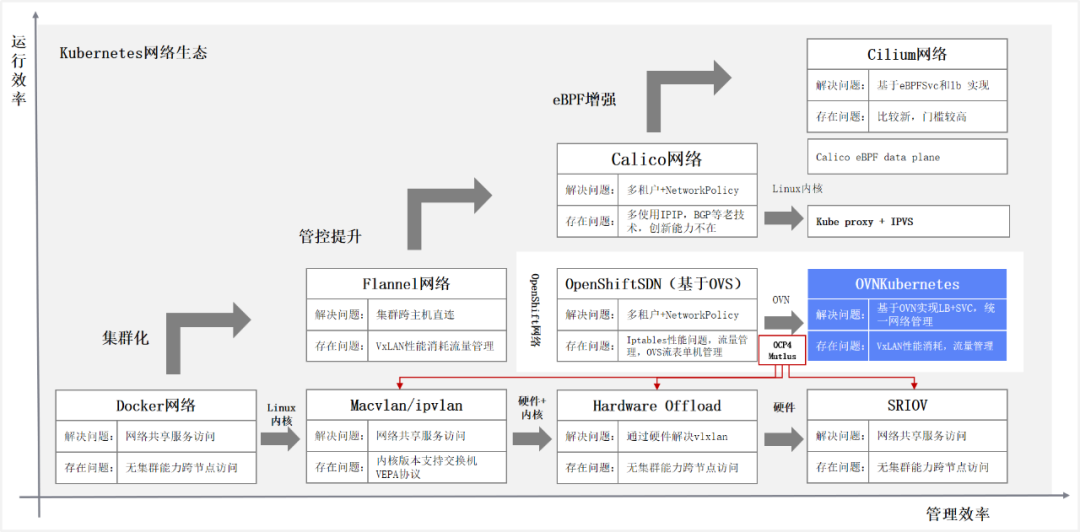 运行效率
Kubernetes网络生态
Cilium网络
解决问题: 基于eBPFSvc和lb 实现
存在问题: 比较新，门槛较高
eBPF增强
Calico eBPF data plane
Calico网络
解决问题: 多租户+NetworkPolicy
存在问题: 多使用IPIP，BGP等老技
术，创新能力不在
Linux内核
Kube proxy + IPVS
管控提升
Flannel网络
解决问题: 集群跨主机直连
存在问题: VxLAN性能消耗流量管理
OpenShift网络
OpenShiftSDN（基于OVS）
解决问题: 多租户+NetworkPolicy
存在问题: Iptables性能问题，流量管
理，OVS流表单机管理
OVN
OVNKubernetes
解决问题: 基于OVN实现LB+SVC，统
一网络管理
存在问题: VxLAN性能消耗，流量管理
OCP4
Mutlus
集群化
Docker网络
解决问题: 网络共享服务访问
存在问题: 无集群能力跨节点访问
Linux
内核
Macvlan/ipvlan
解决问题: 网络共享服务访问
存在问题: 内核版本支持交换机
VEPA协议
硬件+
内核
Hardware Offload
解决问题: 通过硬件解决vlxlan
存在问题: 无集群能力跨节点访问
硬件
SRIOV
解决问题: 网络共享服务访问
存在问题: 无集群能力跨节点访问
管理效率